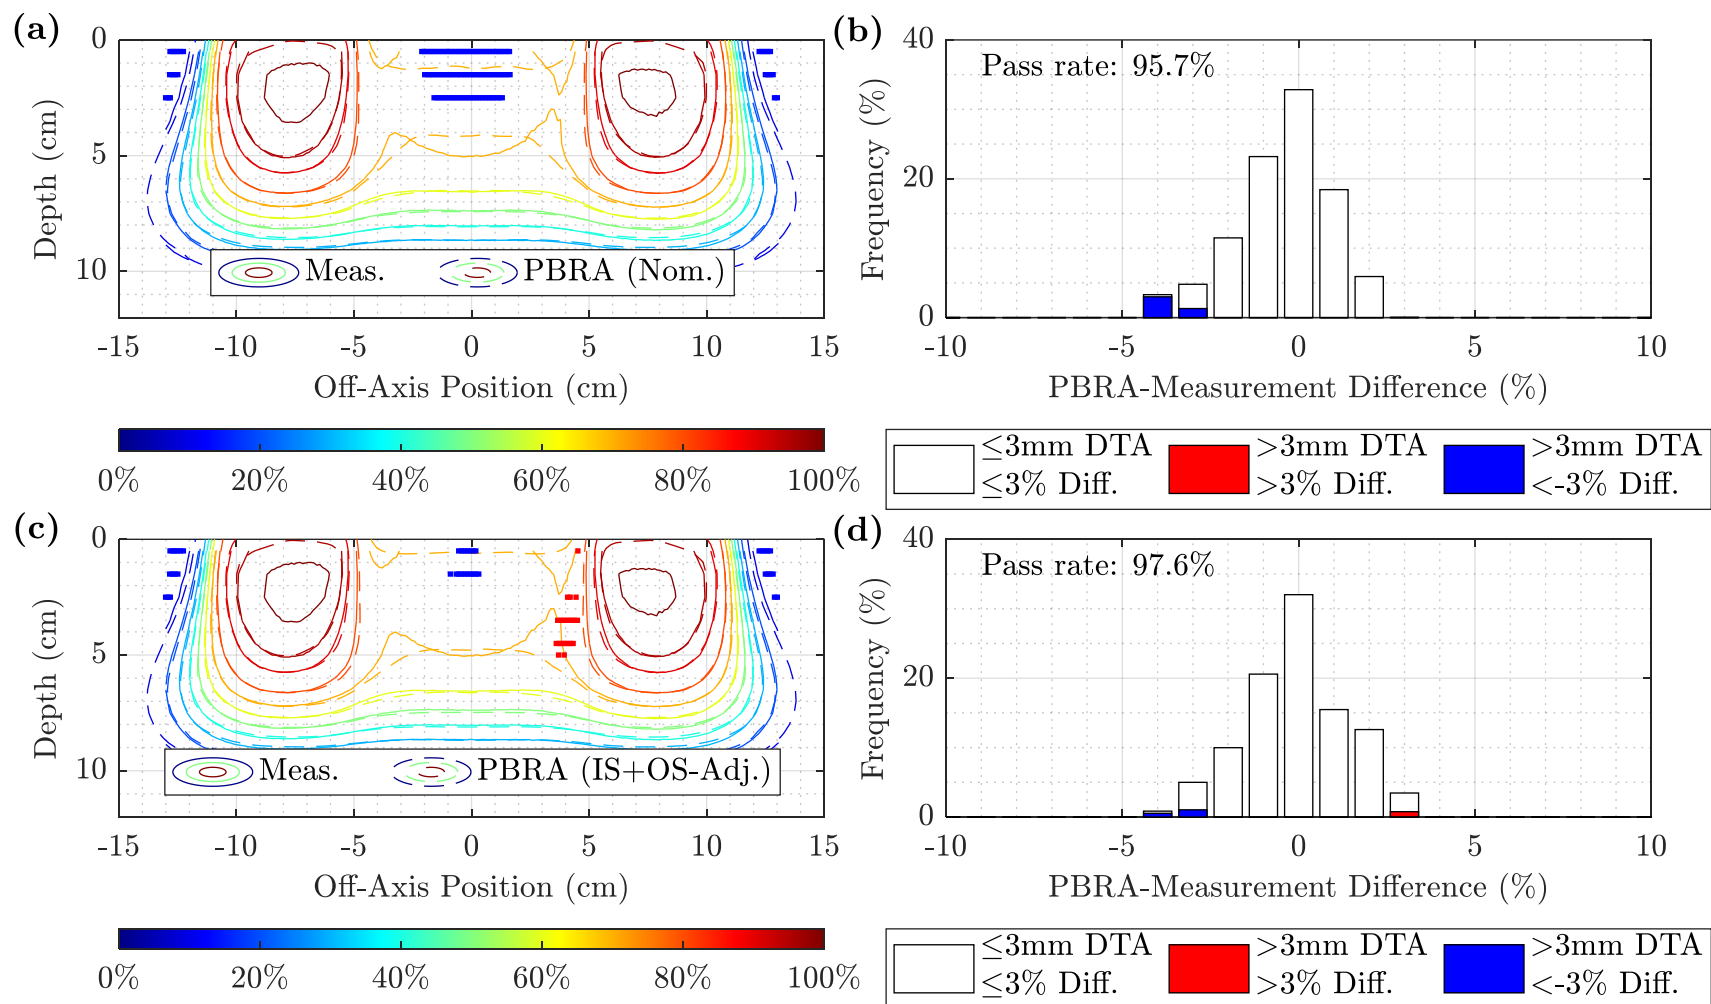 (a)
0
5
10
Depth (cm)
Meas.
PBRA (Nom.)
-15 -10 -5 0 5 10 15
Off-Axis Position (cm)
0% 20% 40% 60% 80% 100%
(b)
40
20
0
Frequency (%)
Pass rate: 95.7%
-10 -5 0 5 10
PBRA-Measurement Difference (%)
≤3mm DTA
≤3% Diff.
>3mm DTA
>3% Diff.
>3mm DTA
<-3% Diff.
(c)
0
5
10
Depth (cm)
Meas.
PBRA (IS+OS-Adj.)
-15 -10 -5 0 5 10 15
Off-Axis Position (cm)
0% 20% 40% 60% 80% 100%
(d)
40
20
0
Frequency (%)
Pass rate: 97.6%
-10 -5 0 5 10
PBRA-Measurement Difference (%)
≤3mm DTA
≤3% Diff.
>3mm DTA
>3% Diff.
>3mm DTA
<-3% Diff.